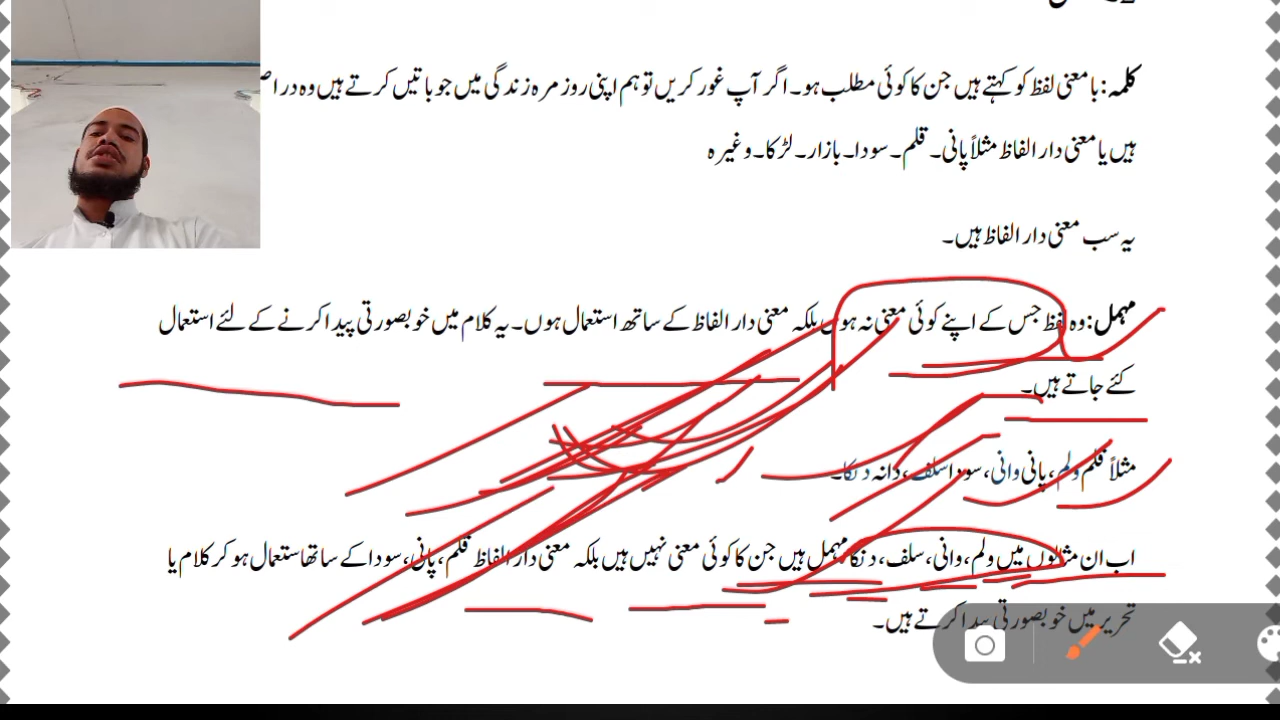 کلمہ: با معنی لفظ کو کہتے ہیں جن کا کوئی مطلب ہو۔ اگر آپ غور کریں تو ہم اپنی روز مرہ زندگی میں جو باتیں کرتے ہیں وہ
ہیں یا معنی دار الفاظ مثلاً پانی۔ قلم۔ سودا۔ بازار۔ لڑکا۔ وغیرہ
یہ سب معنی دار الفاظ ہیں۔
مہمل: وہ لفظ جس کے اپنے کوئی معنی نہ ہوں بلکہ معنی دار الفاظ کے ساتھ استعمال ہوں۔ یہ کلام میں خوبصورتی پیدا کرنے کے لئے استعمال
کئے جاتے ہیں۔
مثلاً قلم ولم، پانی وانی، سودا سلف، دانہ دنکا۔
اب ان مثالوں میں ولم، وانی، سلف، دنکا مہمل ہیں جن کا کوئی معنی نہیں ہیں بلکہ معنی دار الفاظ قلم، پانی، سودا کے ساتھ استعمال ہو کر کلام یا
تحریر میں خوبصورتی پیدا کرتے ہیں۔